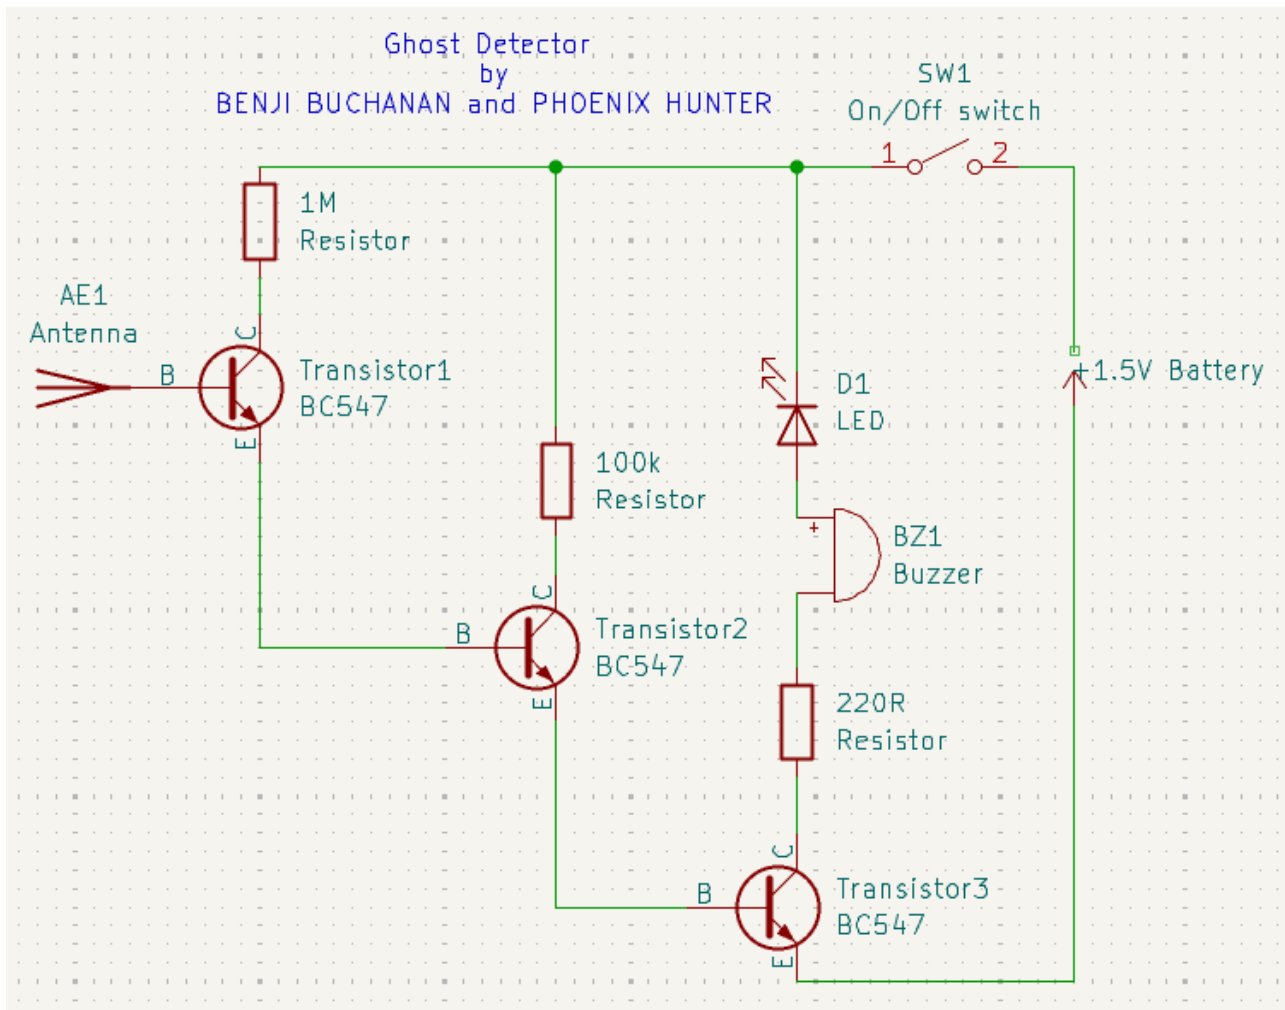 Ghost Detector
by
BENJI BUCHANAN and PHOENIX HUNTER
SW1
On/Off switch
1 2
1M
Resistor
AE1
Antenna
C
B
E
Transistor1
BC547
+1.5V Battery
D1
LED
100k
Resistor
+
BZ1
Buzzer
C
B
E
Transistor2
BC547
220R
Resistor
C
B
E
Transistor3
BC547